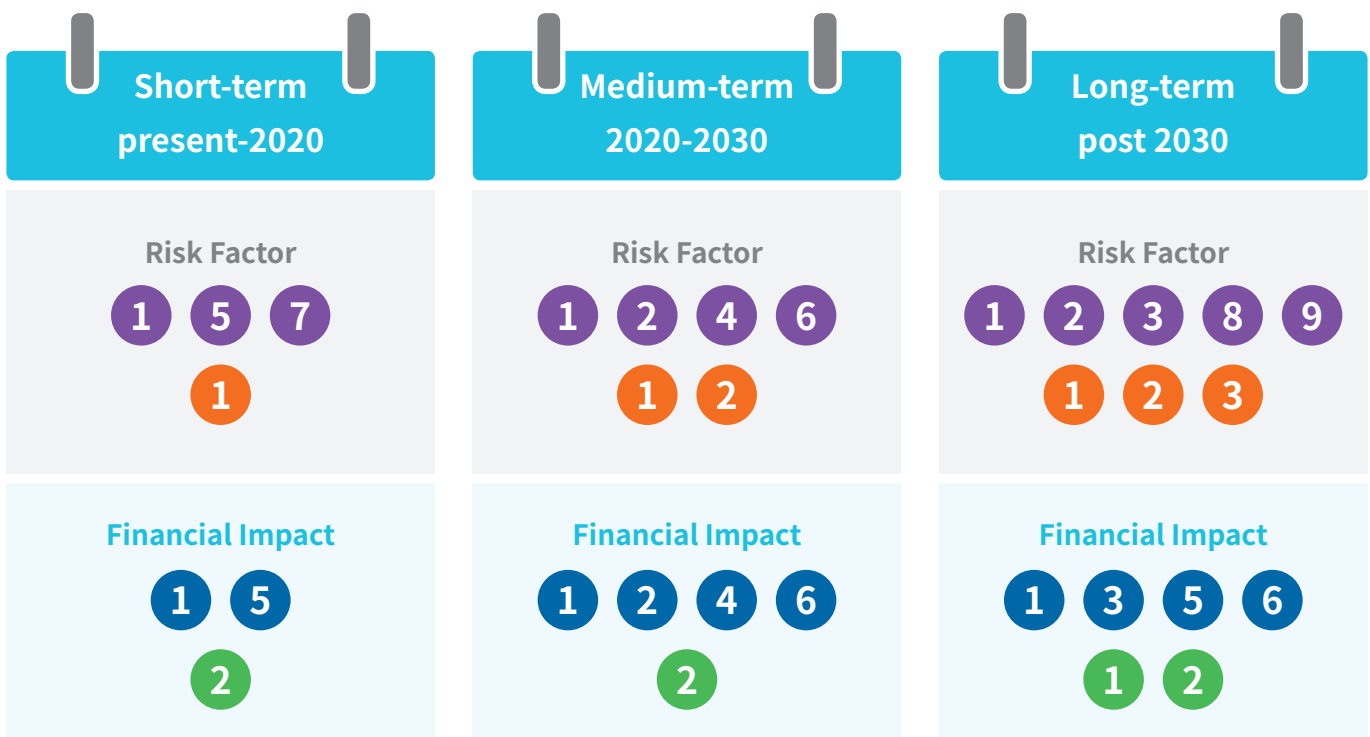 Short-term
present-2020
Risk Factor
1 5 7
1
Financial Impact
1 5
2
Medium-term
2020-2030
Risk Factor
1 2 4 6
1 2
Financial Impact
1 2 4 6
2
Long-term
post 2030
Risk Factor
1 2 3 8 9
1 2 3
Financial Impact
1 3 5 6
1 2